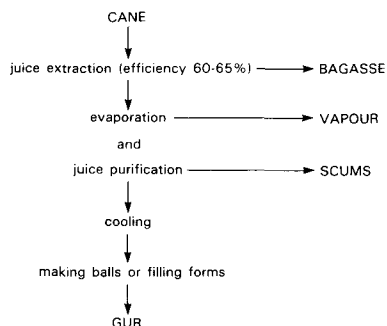 CANE
juice extraction (efficiency 60-65%) BAGASSE
evaporation VAPOUR
and
juice purification SCUMS
cooling
making balls or filling forms
GUR